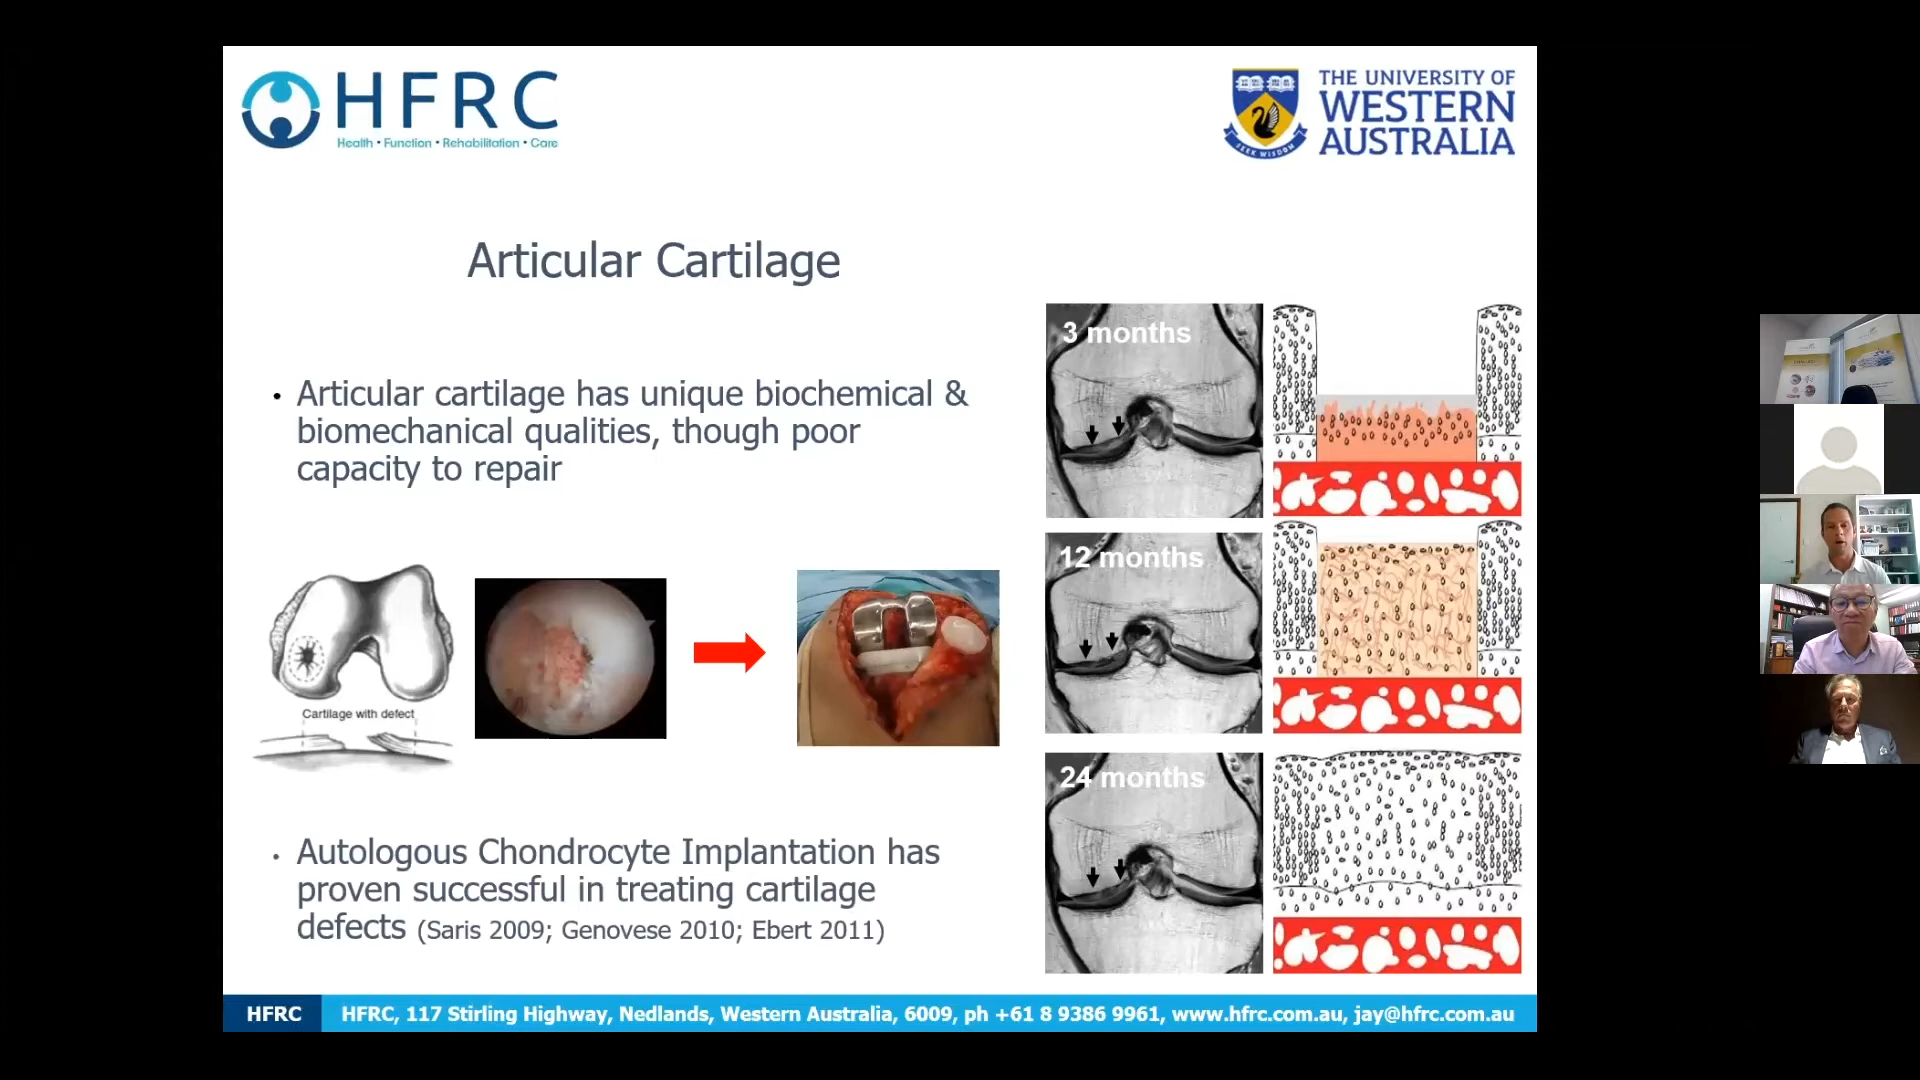 HFRC
Health • Function • Rehabilitation • Care
THE UNIVERSITY OF
WESTERN
AUSTRALIA
SEEK WISDOM
Articular Cartilage
• Articular cartilage has unique biochemical &
biomechanical qualities, though poor
capacity to repair
Cartilage with defect
• Autologous Chondrocyte Implantation has
proven successful in treating cartilage
defects (Saris 2009; Genovese 2010; Ebert 2011)
3 months
12 months
24 months
HFRC
HFRC, 117 Stirling Highway, Nedlands, Western Australia, 6009, ph +61 8 9386 9961, www.hfrc.com.au, jay@hfrc.com.au